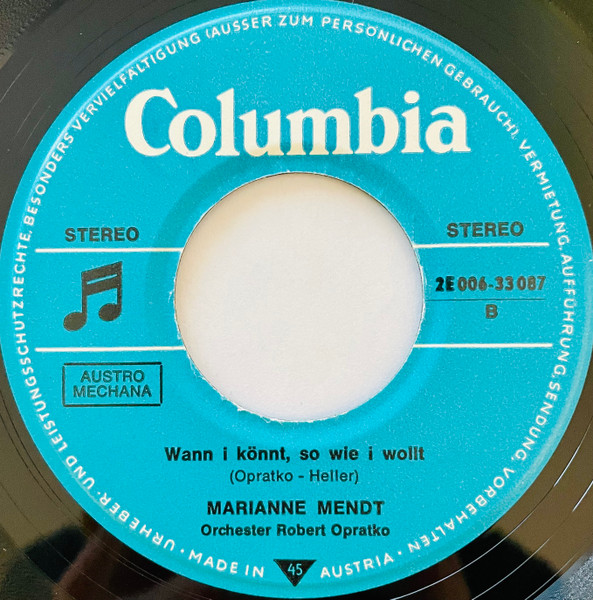 URHEBER- UND LEISTUNGSSCHUTZRECHTE, BESONDERS VERVIELFÄLTIGUNG (AUSSER ZUM PERSÖNLICHEN GEBRAUCH), VERMIETUNG, AUFFÜHRUNG, SENDUNG, VORBEHALTEN •
Columbia
STEREO
STEREO
2E 006-33 087
B
AUSTRO
MECHANA
Wann i könnt, so wie i wollt
(Opratko - Heller)
MARIANNE MENDT
Orchester Robert Opratko
• MADE IN 45 AUSTRIA •